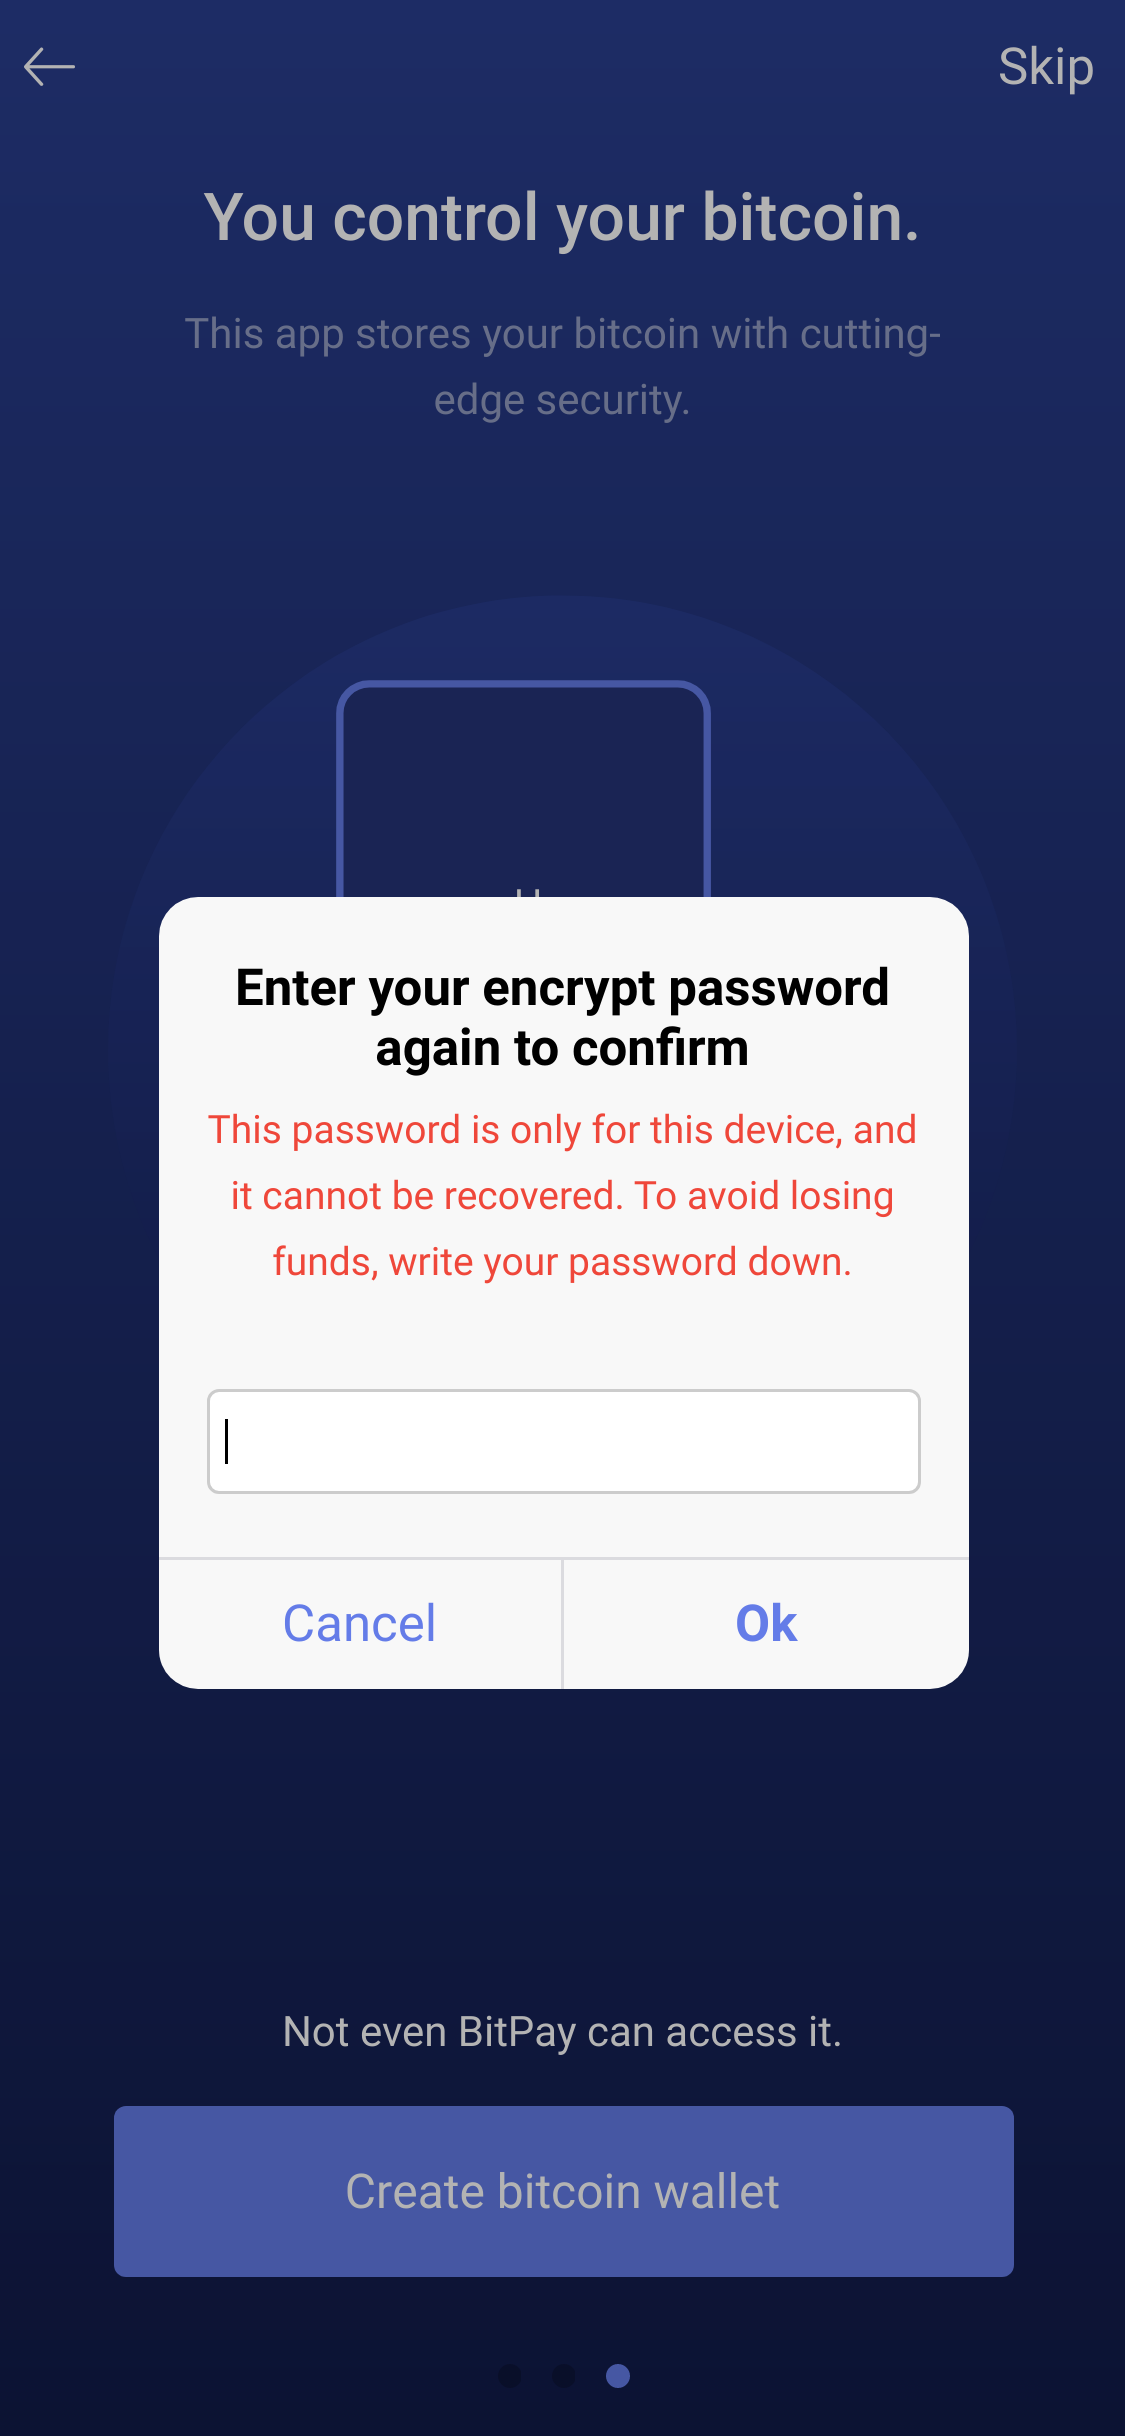 Skip
You control your bitcoin.
This app stores your bitcoin with cutting-
edge security.
Enter your encrypt password
again to confirm
This password is only for this device, and
it cannot be recovered. To avoid losing
funds, write your password down.
Cancel
Ok
Not even BitPay can access it.
Create bitcoin wallet